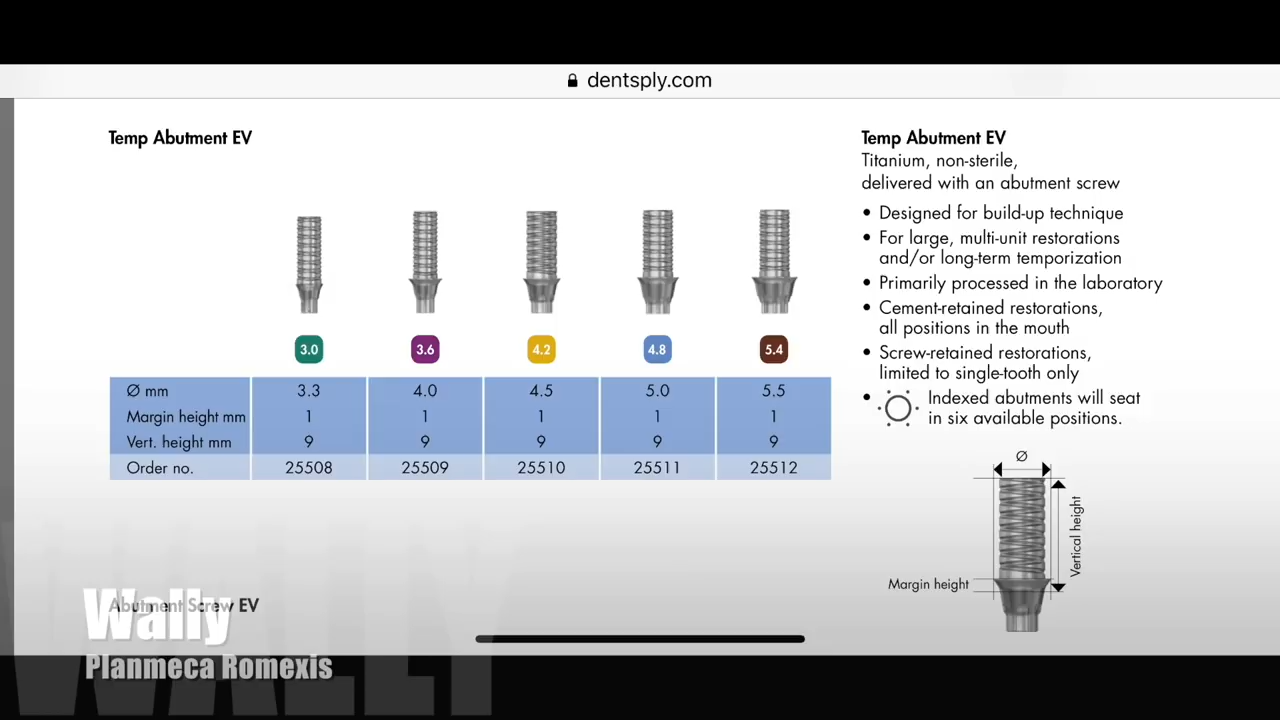 dentsply.com
Temp Abutment EV
3.0 3.6 4.2 4.8 5.4
Ø mm 3.3 4.0 4.5 5.0 5.5
Margin height mm 1 1 1 1 1
Vert. height mm 9 9 9 9 9
Order no. 25508 25509 25510 25511 25512
Temp Abutment EV
Titanium, non-sterile,
delivered with an abutment screw
• Designed for build-up technique
• For large, multi-unit restorations
and/or long-term temporization
• Primarily processed in the laboratory
• Cement-retained restorations,
all positions in the mouth
• Screw-retained restorations,
limited to single-tooth only
• Indexed abutments will seat
in six available positions.
Ø
Vertical height
Margin height
Abutment Screw EV
Wally
Planmeca Romexis
WALLY